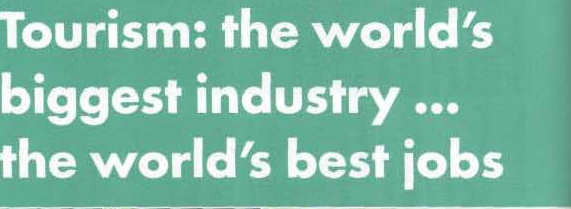 Tourism: the world's
biggest industry ...
the world's best jobs